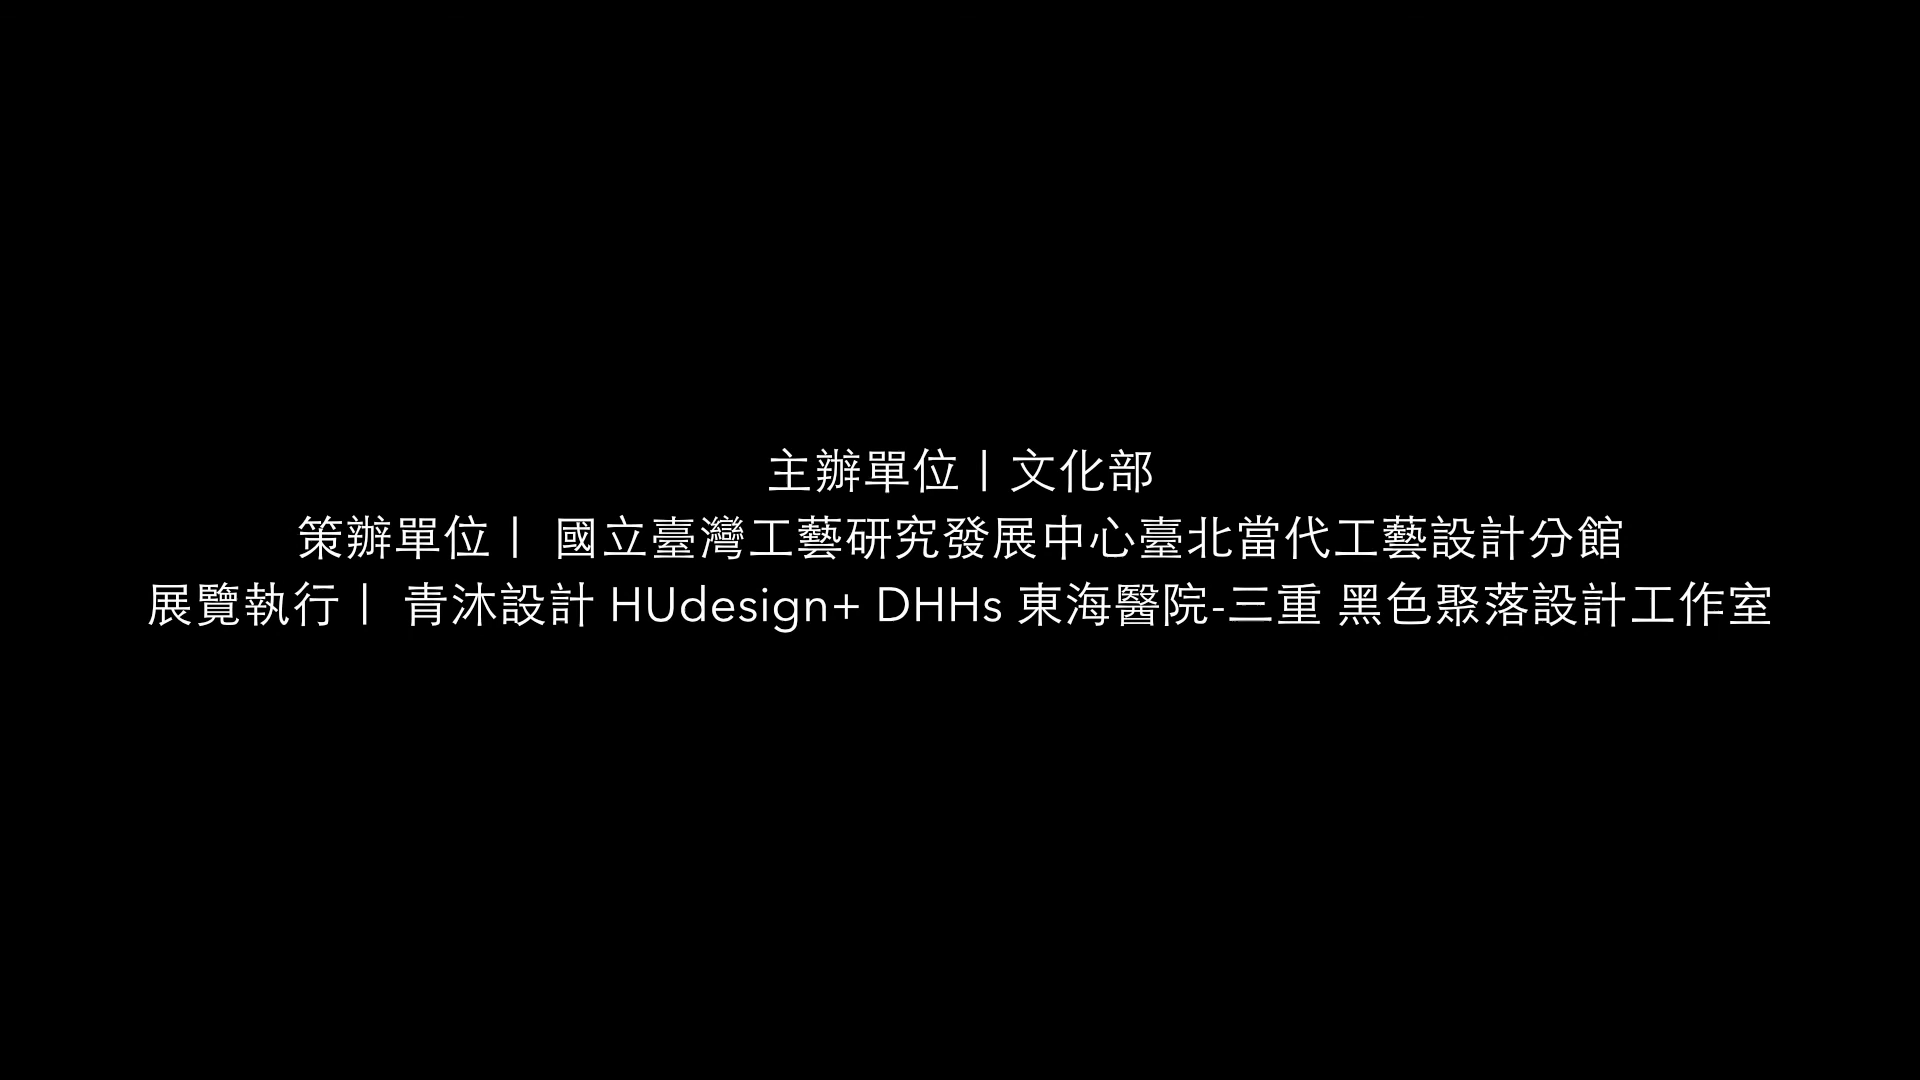 主辦單位丨文化部
策辦單位丨 國立臺灣工藝研究發展中心臺北當代工藝設計分館
展覽執行丨 青沐設計 HUdesign+ DHHs 東海醫院-三重 黑色聚落設計工作室